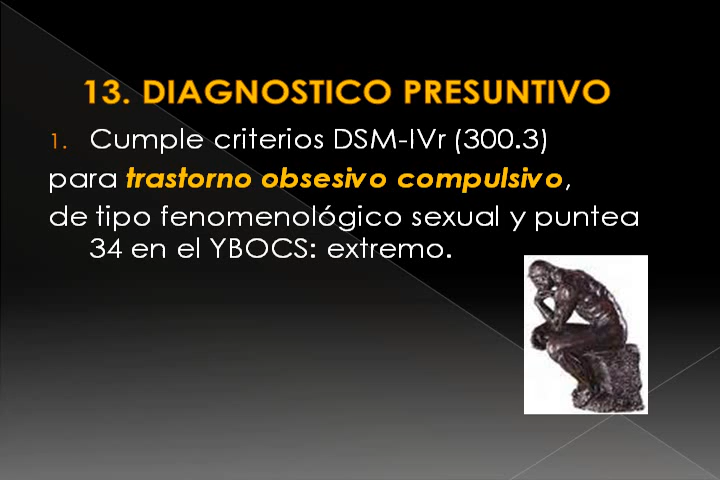 13. DIAGNOSTICO PRESUNTIVO
1. Cumple criterios DSM-IVr (300.3)
para trastorno obsesivo compulsivo,
de tipo fenomenológico sexual y puntea
34 en el YBOCS: extremo.